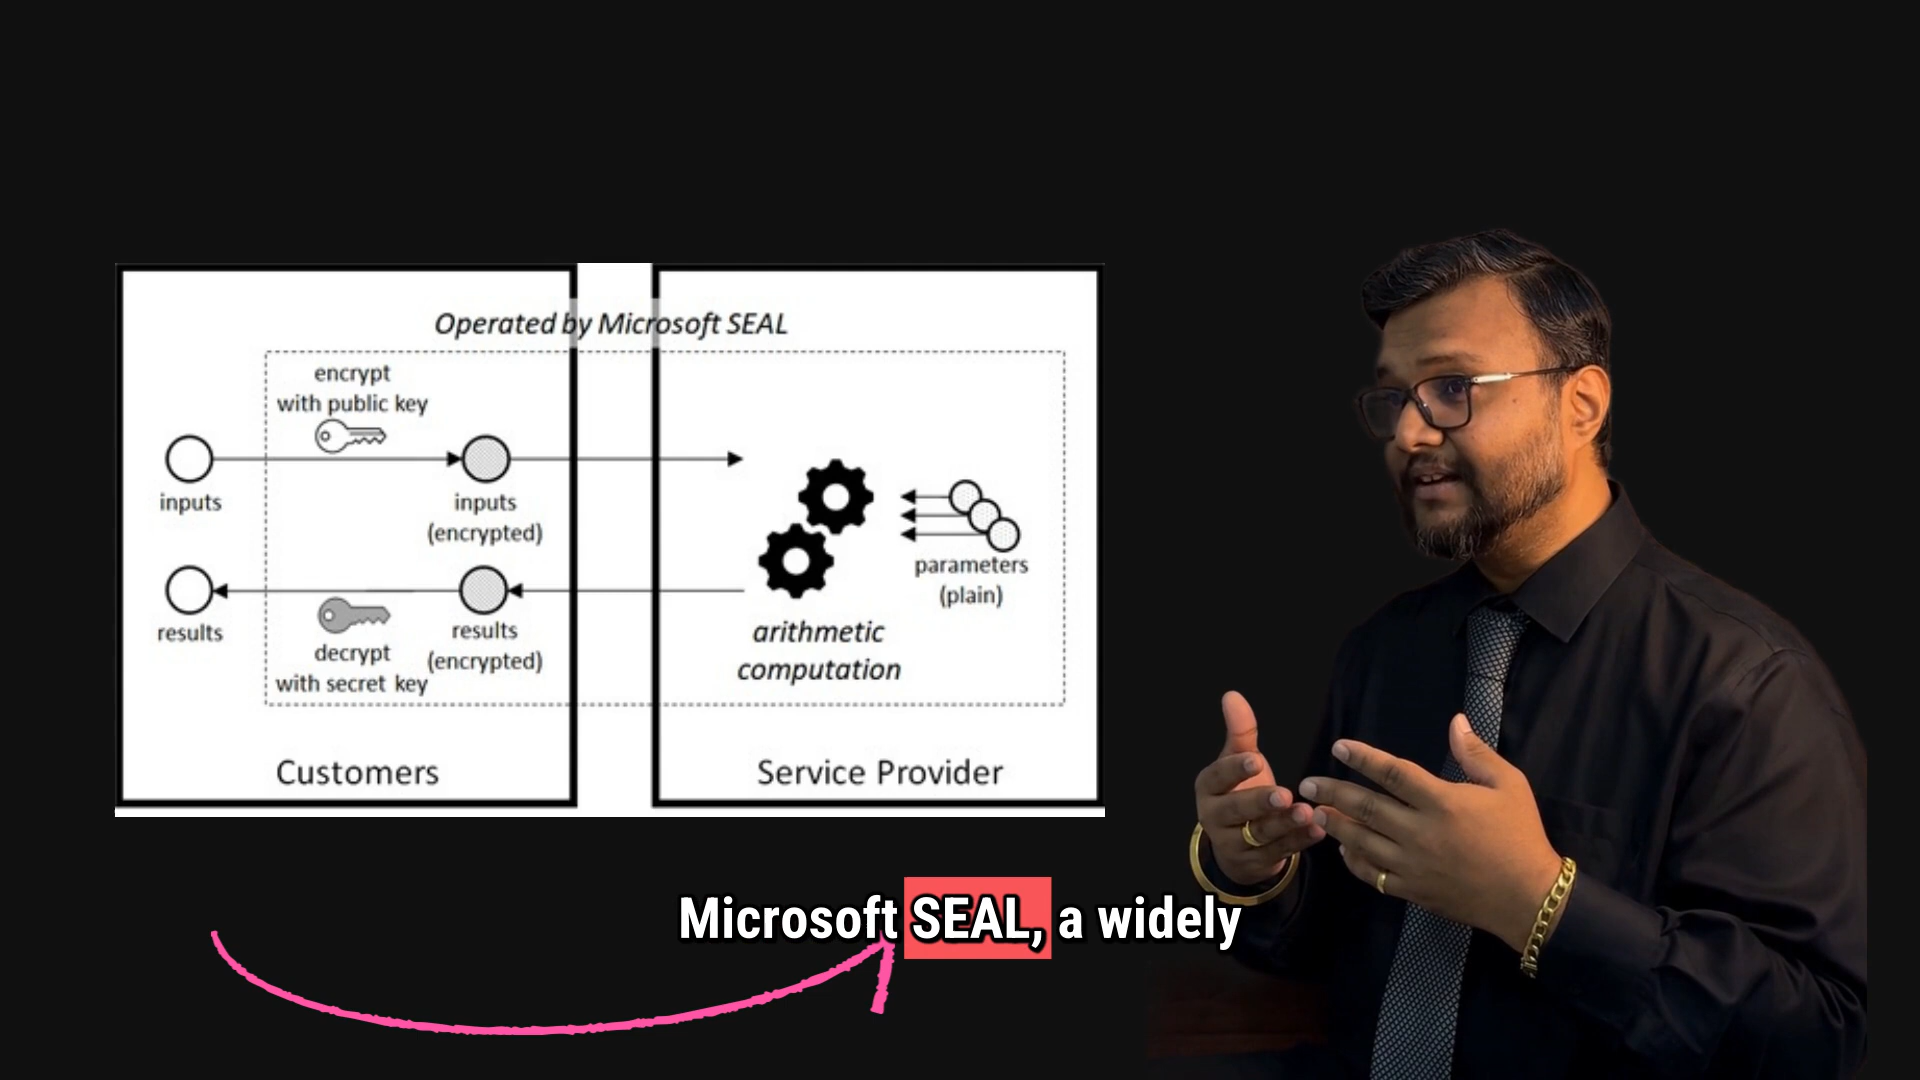 Operated by Microsoft SEAL
encrypt
with public key
inputs
inputs
(encrypted)
parameters
(plain)
results
results
(encrypted)
decrypt
with secret key
arithmetic
computation
Customers
Service Provider
Microsoft SEAL, a widely